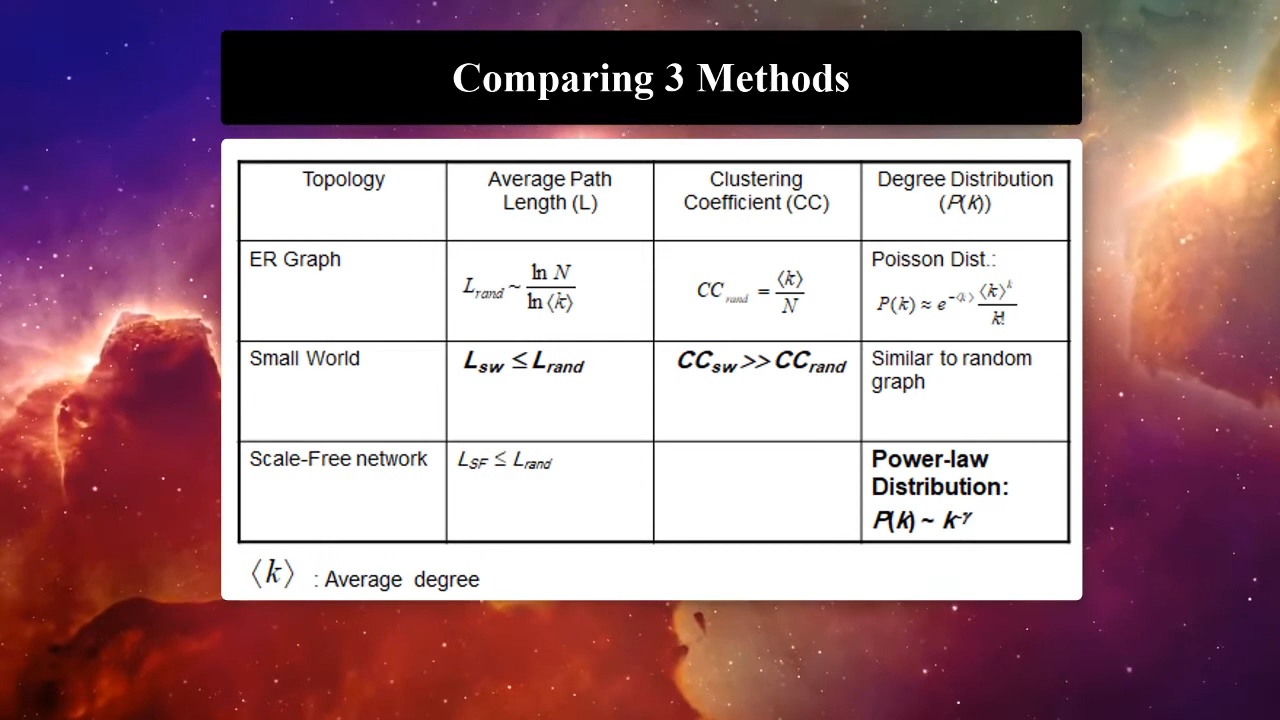 Comparing 3 Methods
Topology
Average Path
Length (L)
Clustering
Coefficient (CC)
Degree Distribution
(P(k))
ER Graph
L_rand ~ ln N / ln ⟨k⟩
CC_rand = ⟨k⟩ / N
Poisson Dist.:
P(k) ≈ e^-⟨k⟩ ⟨k⟩^k / k!
Small World
L_sw ≤ L_rand
CC_sw >> CC_rand
Similar to random
graph
Scale-Free network
L_SF ≤ L_rand
Power-law
Distribution:
P(k) ~ k^-γ
⟨k⟩ : Average degree